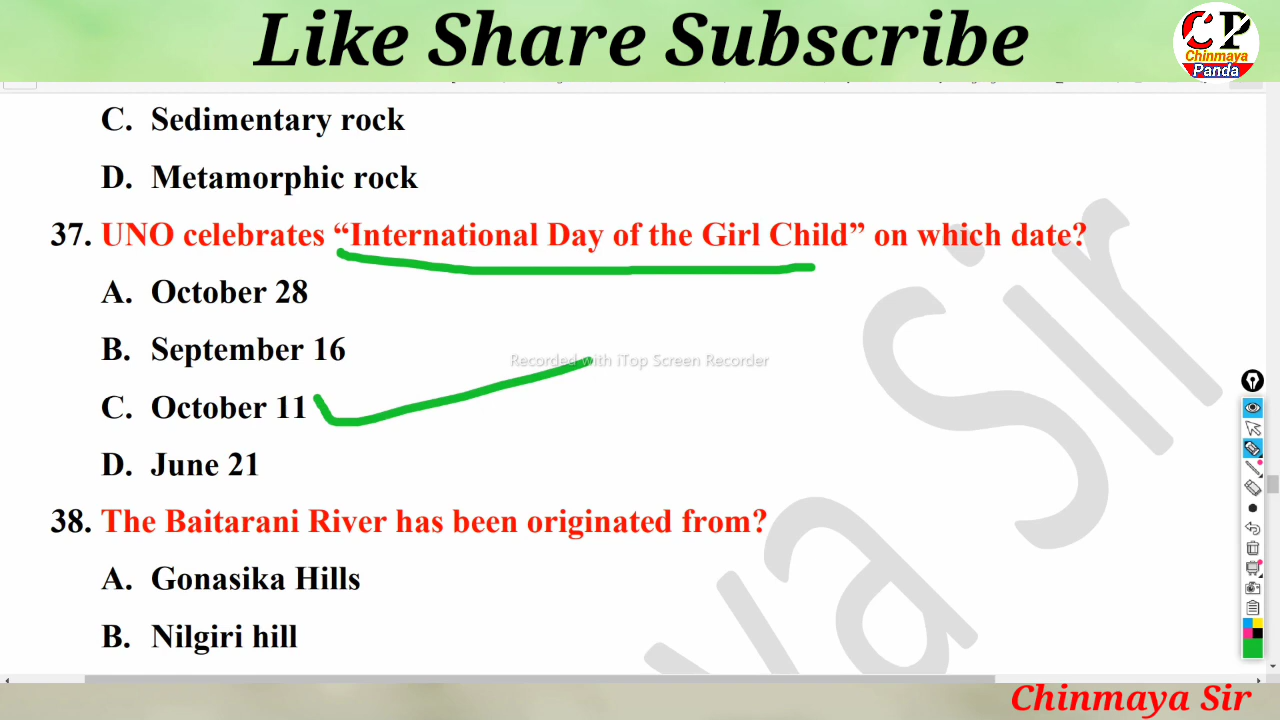 Like Share Subscribe
CP
Chinmaya
Panda
C. Sedimentary rock
D. Metamorphic rock
37. UNO celebrates “International Day of the Girl Child” on which date?
A. October 28
B. September 16
Recorded with iTop Screen Recorder
C. October 11
D. June 21
38. The Baitarani River has been originated from?
A. Gonasika Hills
B. Nilgiri hill
va Sir
Chinmaya Sir